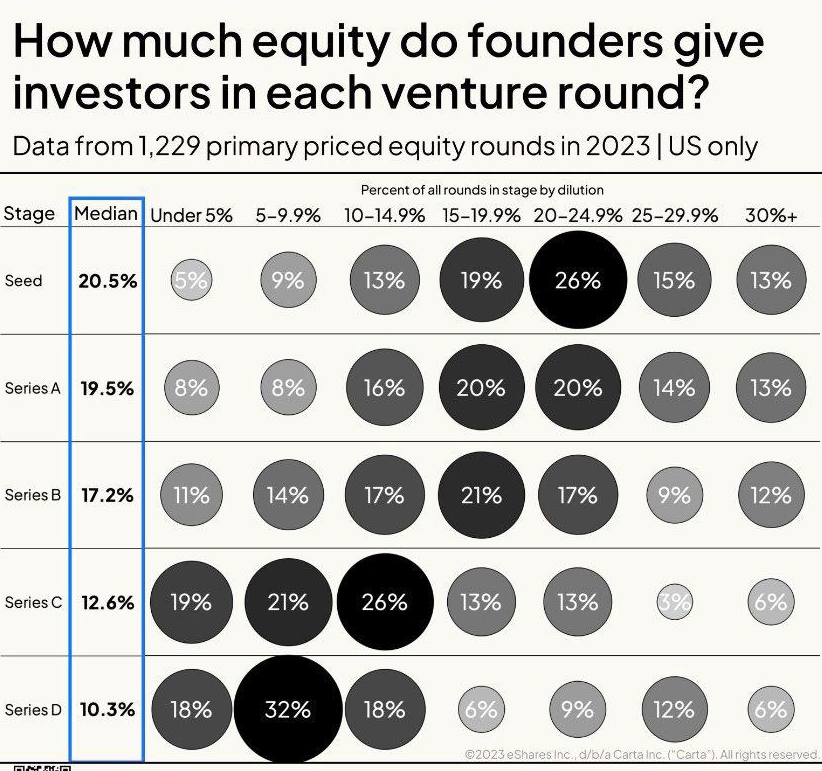 How much equity do founders give
investors in each venture round?
Data from 1,229 primary priced equity rounds in 2023 | US only
Percent of all rounds in stage by dilution
Stage Median Under 5% 5–9.9% 10–14.9% 15–19.9% 20–24.9% 25–29.9% 30%+
Seed 20.5% 5% 9% 13% 19% 26% 15% 13%
Series A 19.5% 8% 8% 16% 20% 20% 14% 13%
Series B 17.2% 11% 14% 17% 21% 17% 9% 12%
Series C 12.6% 19% 21% 26% 13% 13% 3% 6%
Series D 10.3% 18% 32% 18% 6% 9% 12% 6%
©2023 eShares Inc., d/b/a Carta Inc. (“Carta”). All rights reserved.